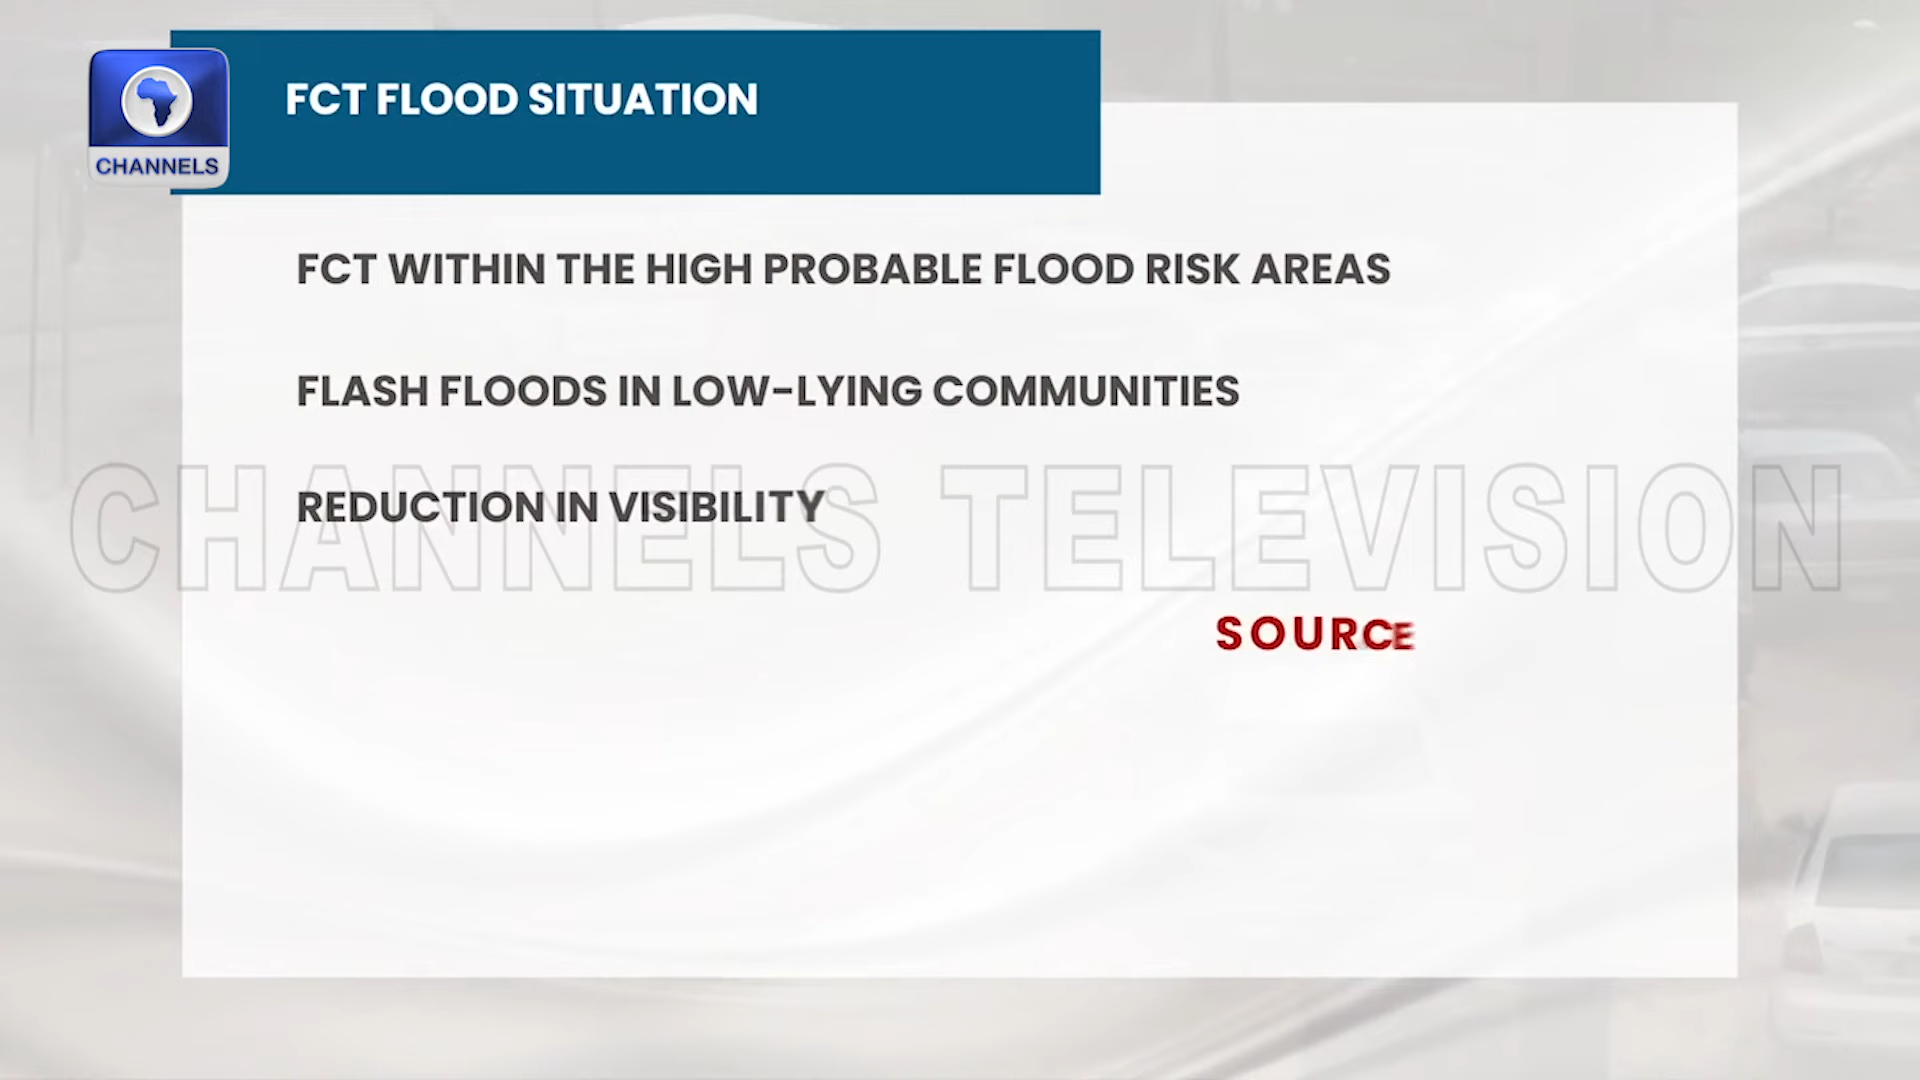 FCT FLOOD SITUATION
CHANNELS
FCT WITHIN THE HIGH PROBABLE FLOOD RISK AREAS
FLASH FLOODS IN LOW-LYING COMMUNITIES
REDUCTION IN VISIBILITY
CHANNELS TELEVISION
SOURCE